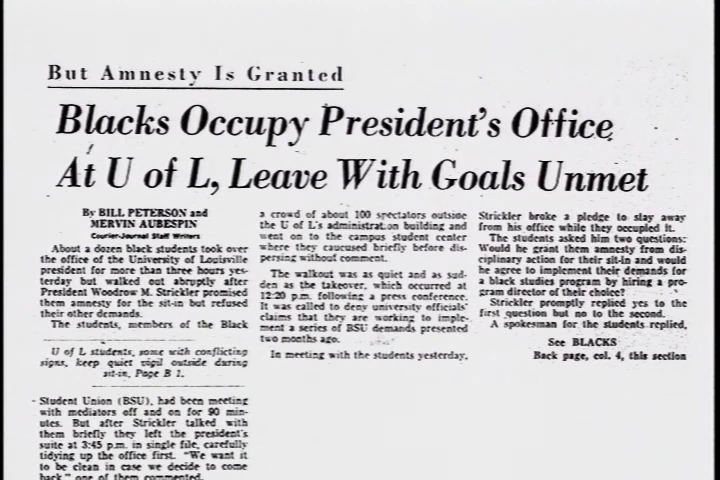 But Amnesty Is Granted
Blacks Occupy President's Office
At U of L, Leave With Goals Unmet
By BILL PETERSON and
MERVIN AUBESPIN
Courier-Journal Staff Writers
About a dozen black students took over
the office of the University of Louisville
president for more than three hours yes-
terday but walked out abruptly after
President Woodrow M. Strickler promised
them amnesty for the sit-in but refused
their other demands.
The students, members of the Black
U of L students, some with conflicting
signs, keep quiet vigil outside during
sit-in, Page B 1.
Student Union (BSU), had been meeting
with mediators off and on for 90 min-
utes. But after Strickler talked with
them briefly they left the president's
suite at 3:45 p.m. in single file, carefully
tidying up the office first. "We want it
to be clean in case we decide to come
back" one of them commented.
a crowd of about 100 spectators outside
the U of L's administration building and
went on to the campus student center
where they caucused briefly before dis-
persing without comment.
The walkout was as quiet and as sud-
den as the takeover, which occurred at
12:20 p.m. following a press conference.
It was called to deny university officials'
claims that they are working to imple-
ment a series of BSU demands presented
two months ago.
In meeting with the students yesterday,
Strickler broke a pledge to stay away
from his office while they occupied it.
The students asked him two questions:
Would he grant them amnesty from dis-
ciplinary action for their sit-in and would
he agree to implement their demands for
a black studies program by hiring a pro-
gram director of their choice?
Strickler promptly replied yes to the
first question but no to the second.
A spokesman for the students replied,
See BLACKS
Back page, col. 4, this section